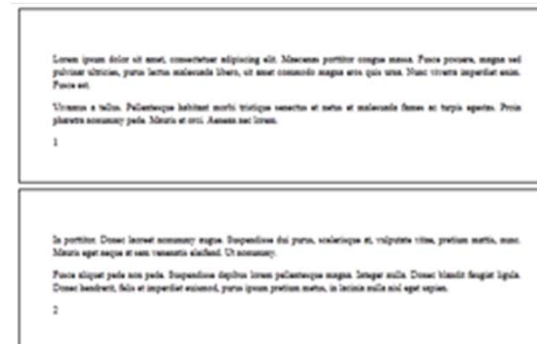 Lorem ipsum dolor sit amet, consectetuer adipiscing elit. Maecenas porttitor congue massa. Fusce posuere, magna sed
pulvinar ultricies, purus lectus malesuada libero, sit amet commodo magna eros quis urna. Nunc viverra imperdiet enim.
Fusce est.
Vivamus a tellus. Pellentesque habitant morbi tristique senectus et netus et malesuada fames ac turpis egestas. Proin
pharetra nonummy pede. Mauris et orci. Aenean nec lorem.
1
In porttitor. Donec laoreet nonummy augue. Suspendisse dui purus, scelerisque at, vulputate vitae, pretium mattis, nunc.
Mauris eget neque at sem venenatis eleifend. Ut nonummy.
Fusce aliquet pede non pede. Suspendisse dapibus lorem pellentesque magna. Integer nulla. Donec blandit feugiat ligula.
Donec hendrerit, felis et imperdiet euismod, purus ipsum pretium metus, in lacinia nulla nisl eget sapien.
2